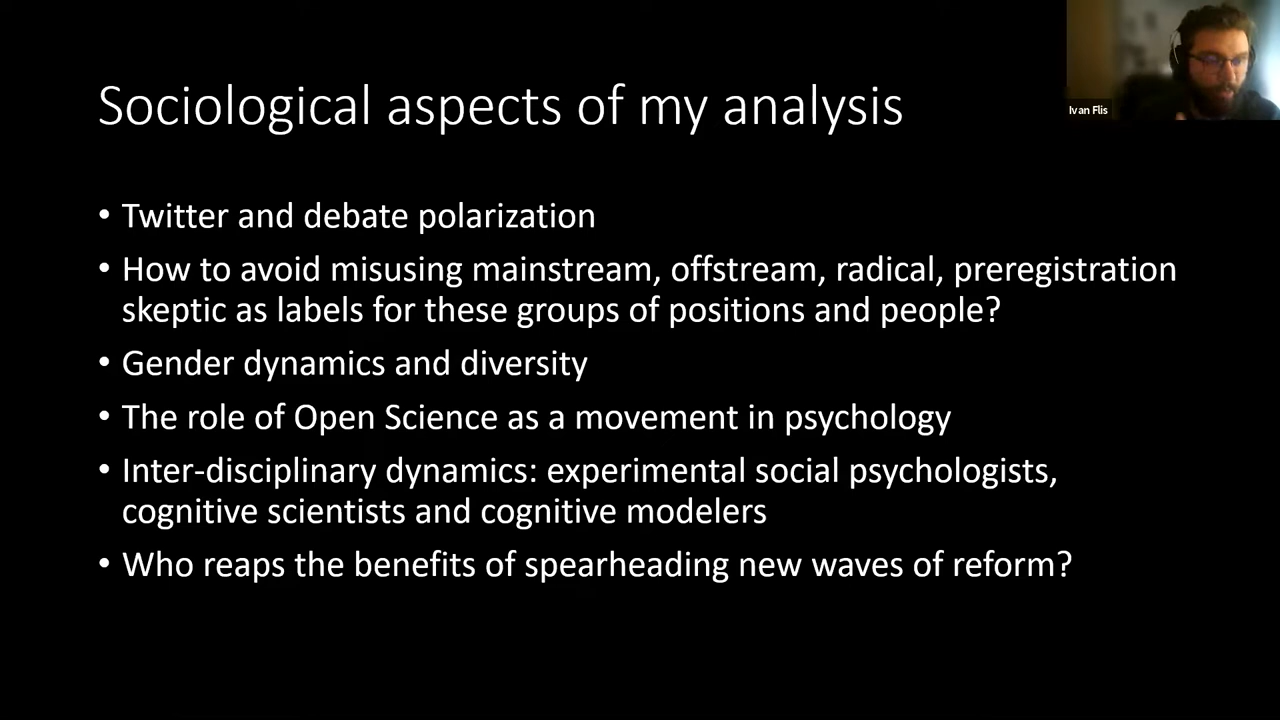 Sociological aspects of my analysis
Ivan Flis
• Twitter and debate polarization
• How to avoid misusing mainstream, offstream, radical, preregistration
skeptic as labels for these groups of positions and people?
• Gender dynamics and diversity
• The role of Open Science as a movement in psychology
• Inter-disciplinary dynamics: experimental social psychologists,
cognitive scientists and cognitive modelers
• Who reaps the benefits of spearheading new waves of reform?